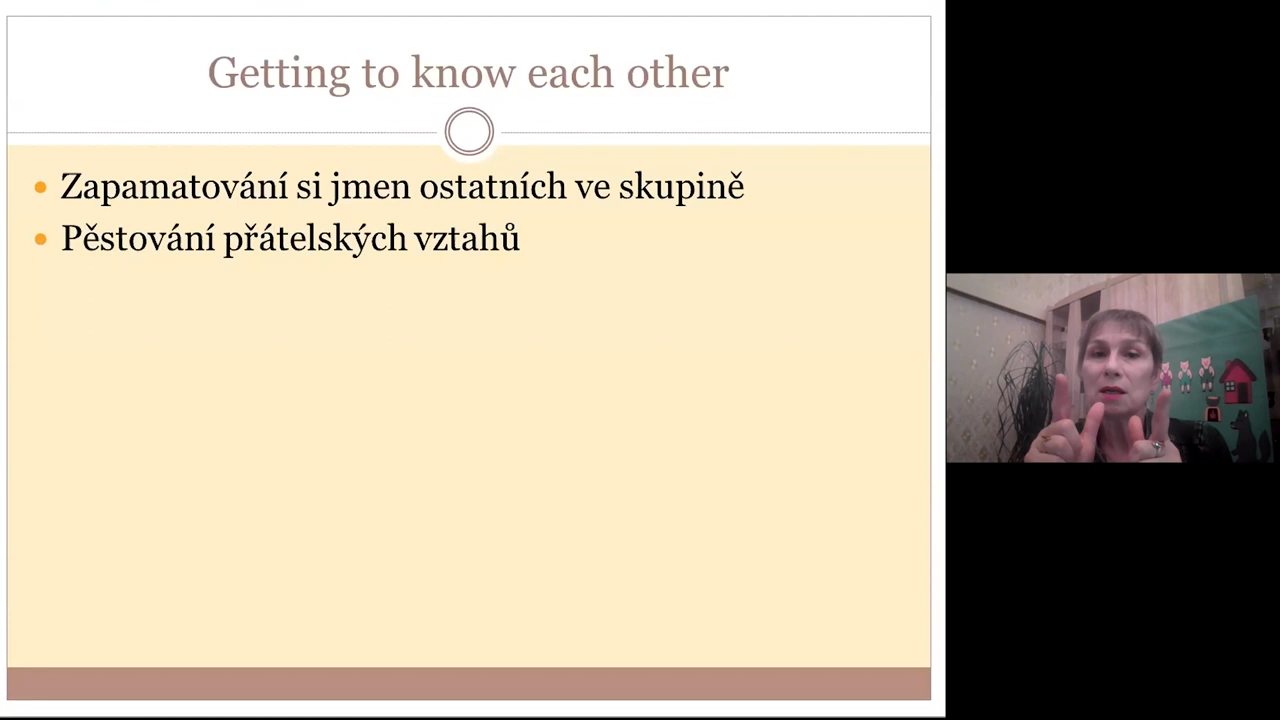 Getting to know each other
Zapamatování si jmen ostatních ve skupině
Pěstování přátelských vztahů